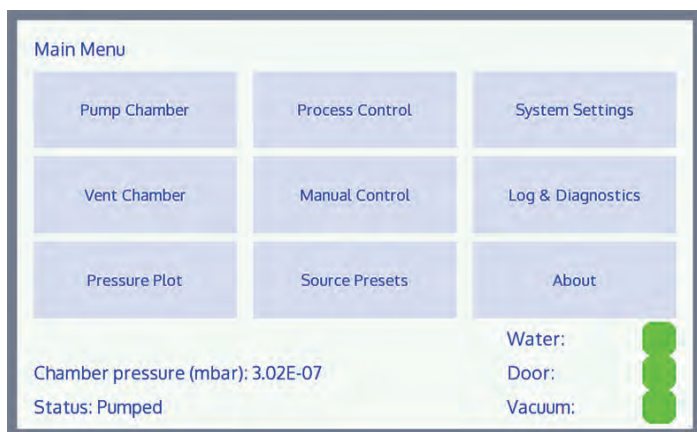 Main Menu
Pump Chamber
Process Control
System Settings
Vent Chamber
Manual Control
Log & Diagnostics
Pressure Plot
Source Presets
About
Water:
Chamber pressure (mbar): 3.02E-07
Door:
Status: Pumped
Vacuum: